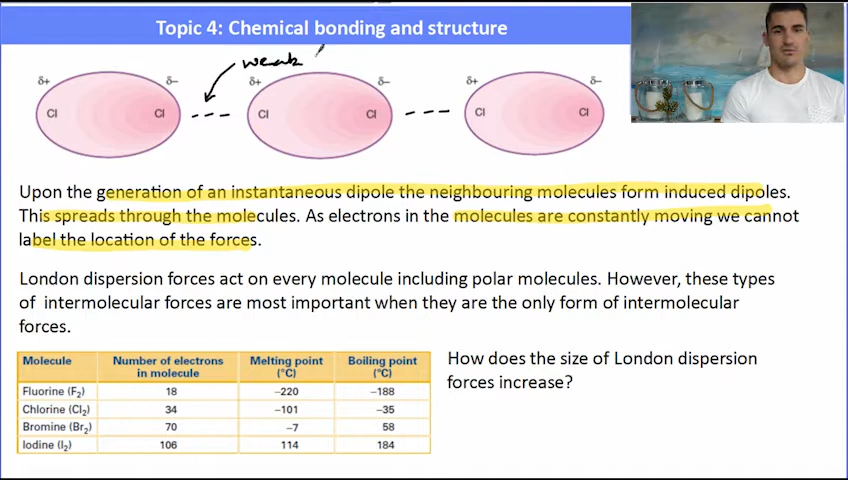 Topic 4: Chemical bonding and structure
weak
δ+ δ− δ+ δ− δ+ δ−
Cl Cl Cl Cl Cl Cl
Upon the generation of an instantaneous dipole the neighbouring molecules form induced dipoles.
This spreads through the molecules. As electrons in the molecules are constantly moving we cannot
label the location of the forces.
London dispersion forces act on every molecule including polar molecules. However, these types
of intermolecular forces are most important when they are the only form of intermolecular
forces.
Molecule Number of electrons in molecule Melting point (°C) Boiling point (°C)
Fluorine (F₂) 18 −220 −188
Chlorine (Cl₂) 34 −101 −35
Bromine (Br₂) 70 −7 58
Iodine (I₂) 106 114 184
How does the size of London dispersion
forces increase?